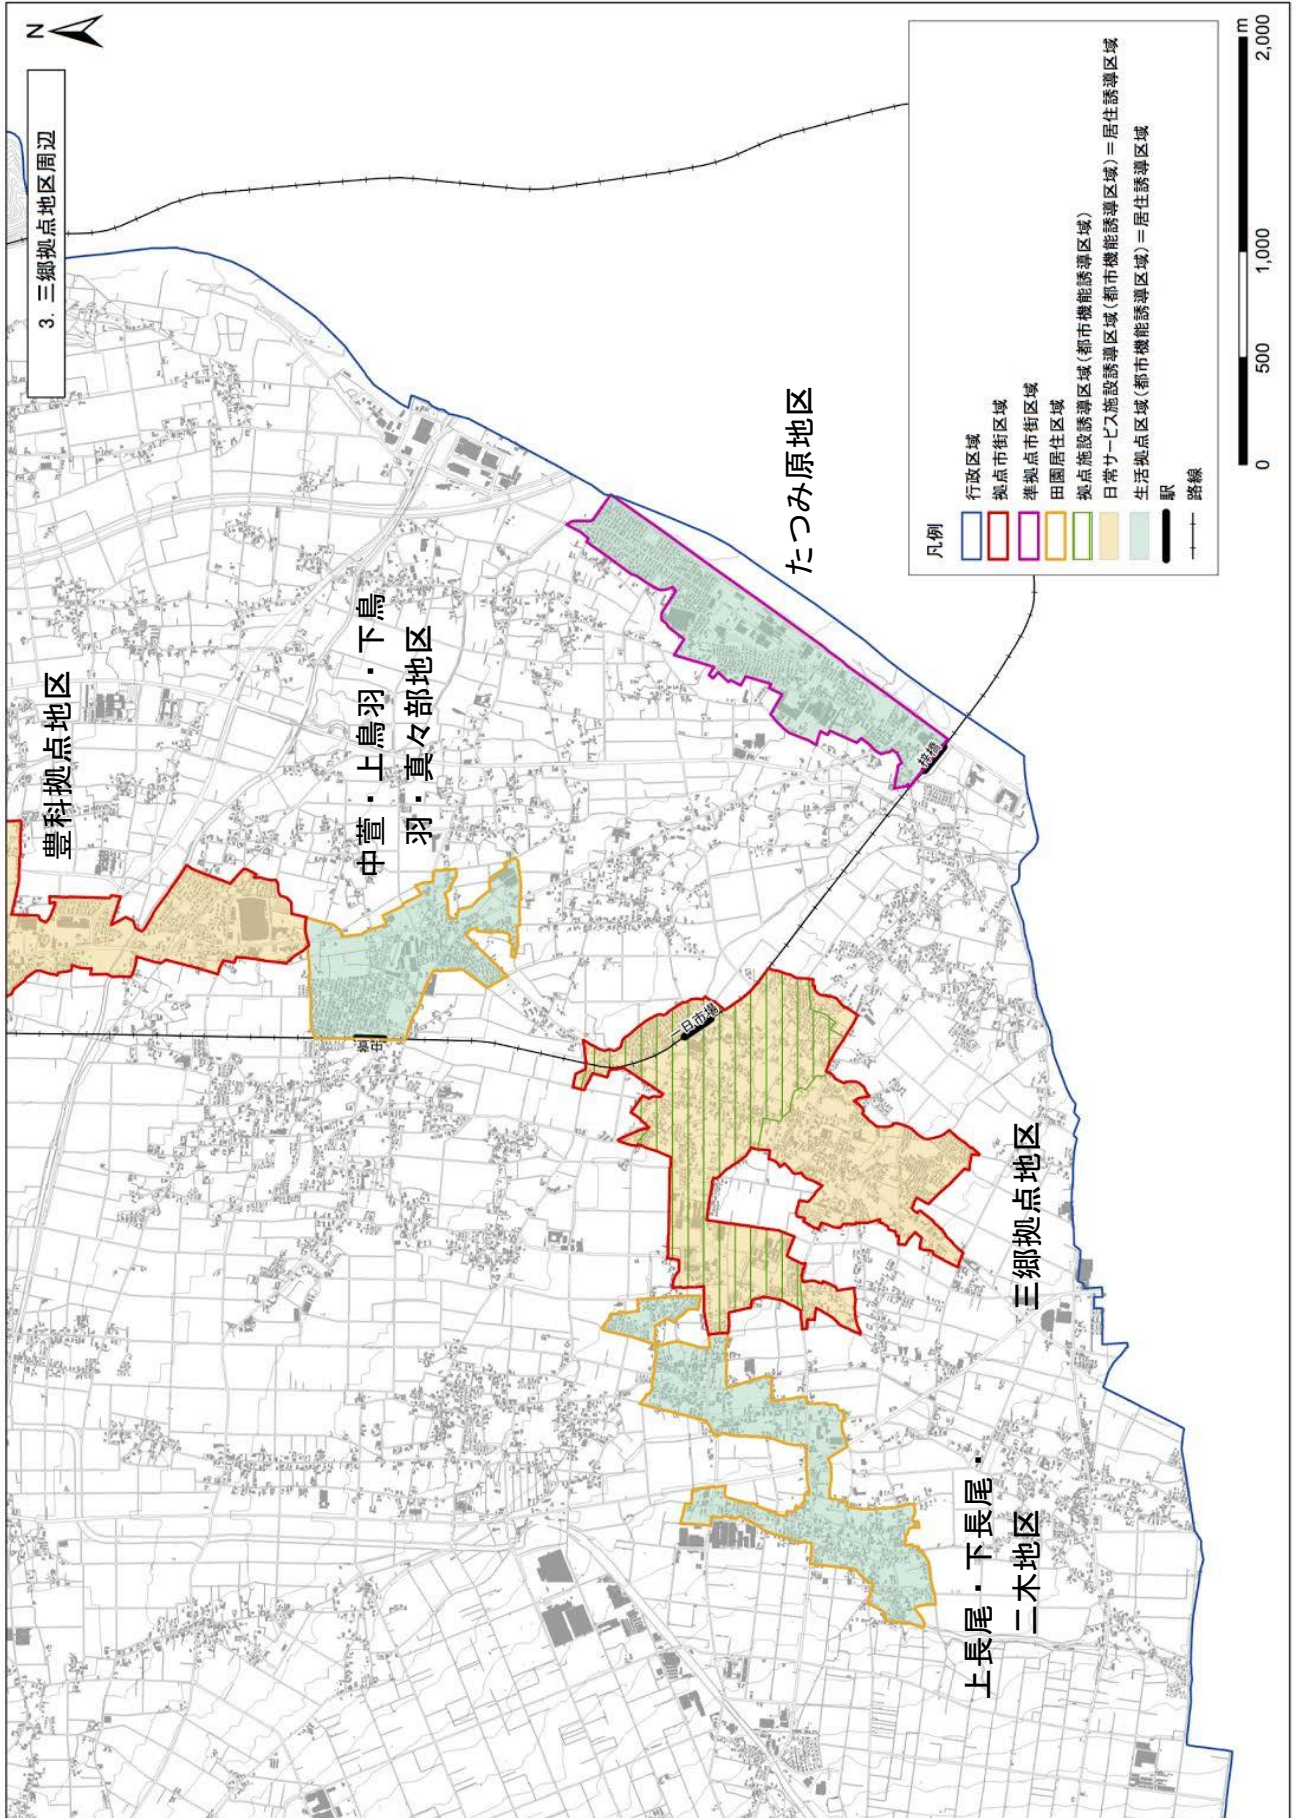 N
3. 三郷拠点地区周辺
豊科拠点地区
中萱・上鳥羽・下鳥
羽・真々部地区
たつみ原地区
三郷拠点地区
上長尾・下長尾・
二木地区
中萱
一日市場
梓橋
凡例
行政区域
拠点市街区域
準拠点市街区域
田園居住区域
拠点施設誘導区域(都市機能誘導区域)
日常サービス施設誘導区域(都市機能誘導区域)=居住誘導区域
生活拠点区域(都市機能誘導区域)=居住誘導区域
駅
路線
0 500 1,000 2,000
m